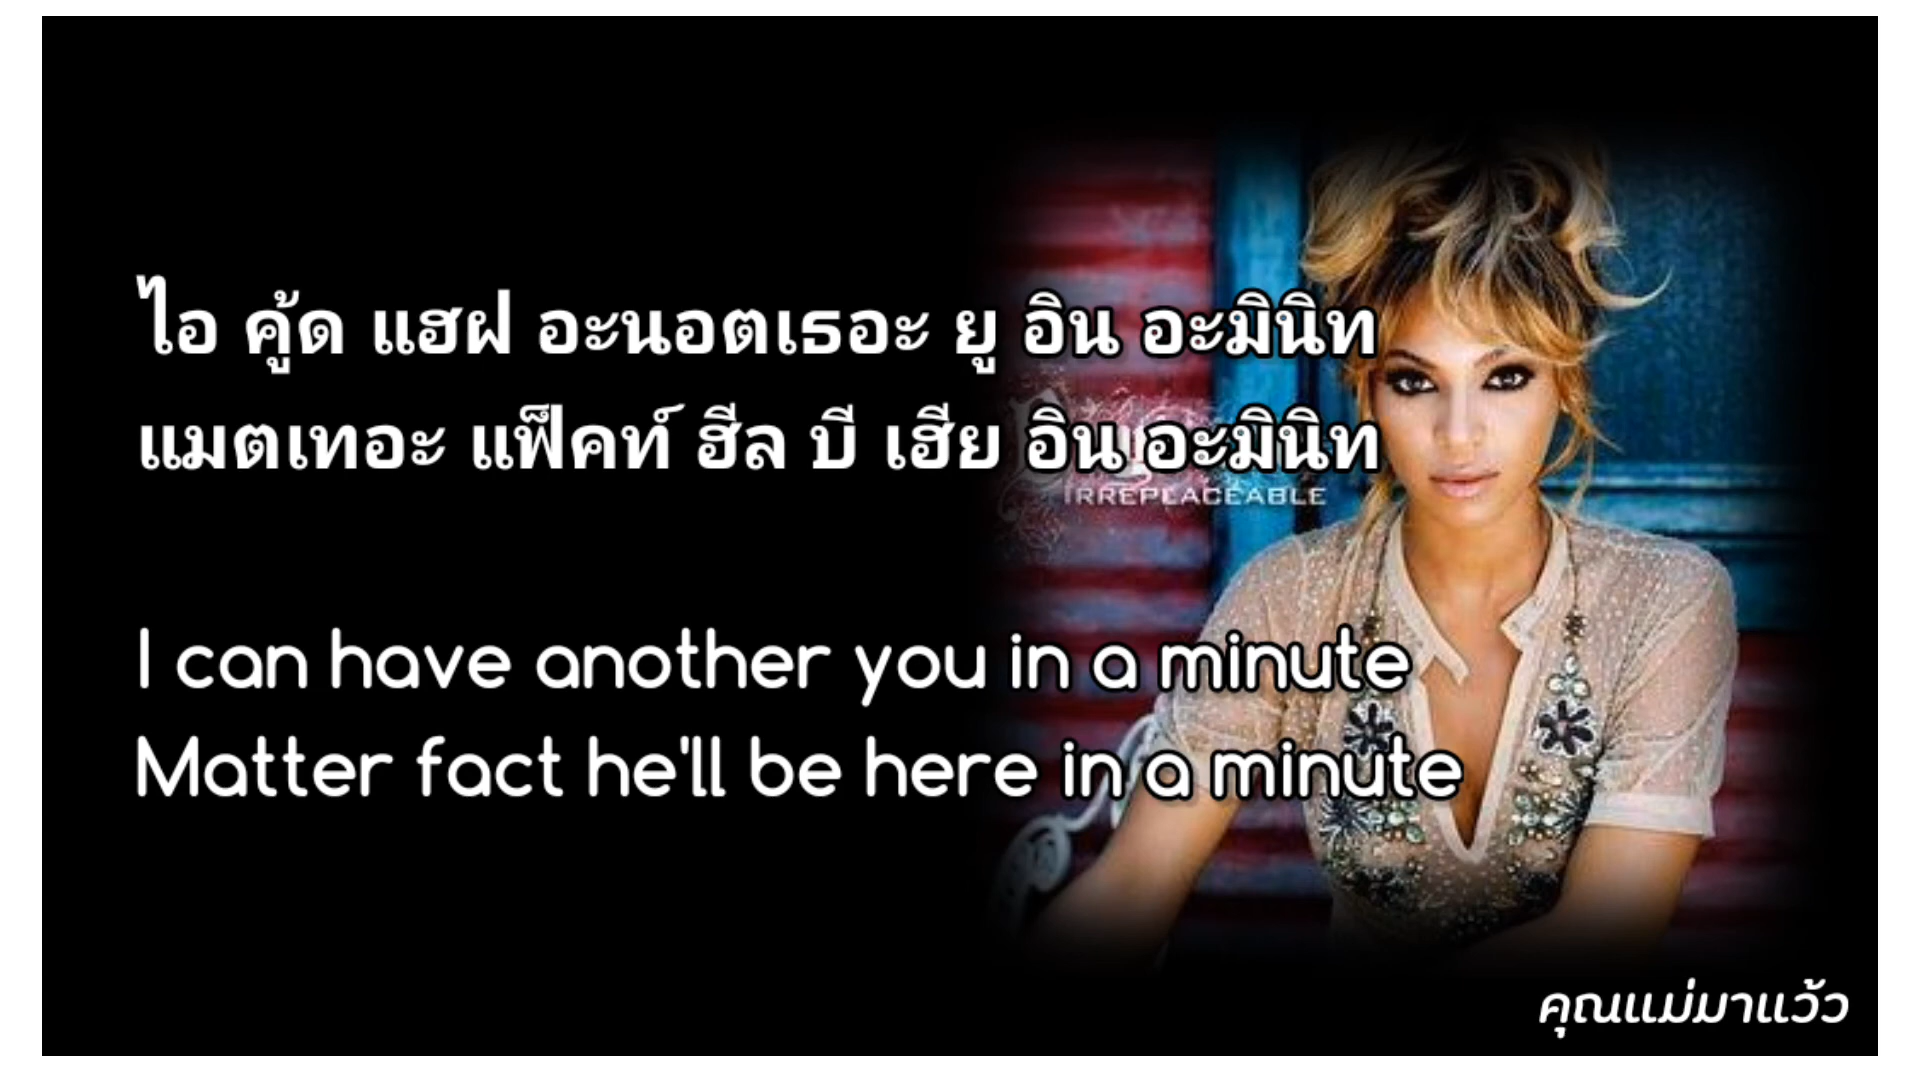 ไอ คู้ด แฮฝ อะนอตเธอะ ยู อิน อะมินิท
แมตเทอะ แฟ็คท์ ฮีล บี เฮีย อิน อะมินิท
IRREPLACEABLE
I can have another you in a minute
Matter fact he'll be here in a minute
คุณแม่มาแว้ว